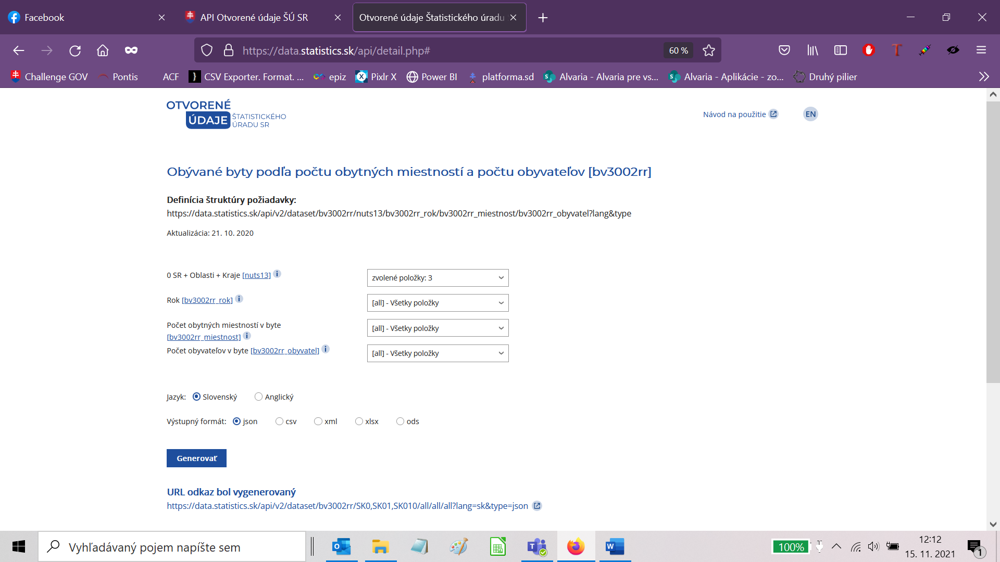 Facebook
API Otvorené údaje ŠÚ SR
Otvorené údaje Štatistického úradu
https://data.statistics.sk/api/detail.php#
60 %
Challenge GOV
Pontis
ACF
CSV Exporter. Format. ...
epiz
Pixlr X
Power BI
platforma.sd
Alvaria - Alvaria pre vs...
Alvaria - Aplikácie - zo...
Druhý pilier
OTVORENÉ
ÚDAJE ŠTATISTICKÉHO
ÚRADU SR
Návod na použitie
EN
Obývané byty podľa počtu obytných miestností a počtu obyvateľov [bv3002rr]
Definícia štruktúry požiadavky:
https://data.statistics.sk/api/v2/dataset/bv3002rr/nuts13/bv3002rr_rok/bv3002rr_miestnost/bv3002rr_obyvatel?lang&type
Aktualizácia: 21. 10. 2020
0 SR + Oblasti + Kraje [nuts13] i
zvolené položky: 3
Rok [bv3002rr_rok] i
[all] - Všetky položky
Počet obytných miestností v byte
[bv3002rr_miestnost] i
[all] - Všetky položky
Počet obyvateľov v byte [bv3002rr_obyvatel] i
[all] - Všetky položky
Jazyk: Slovenský Anglický
Výstupný formát: json csv xml xlsx ods
Generovať
URL odkaz bol vygenerovaný
https://data.statistics.sk/api/v2/dataset/bv3002rr/SK0,SK01,SK010/all/all/all?lang=sk&type=json
Vyhľadávaný pojem napíšte sem
100%
12:12
15. 11. 2021
1